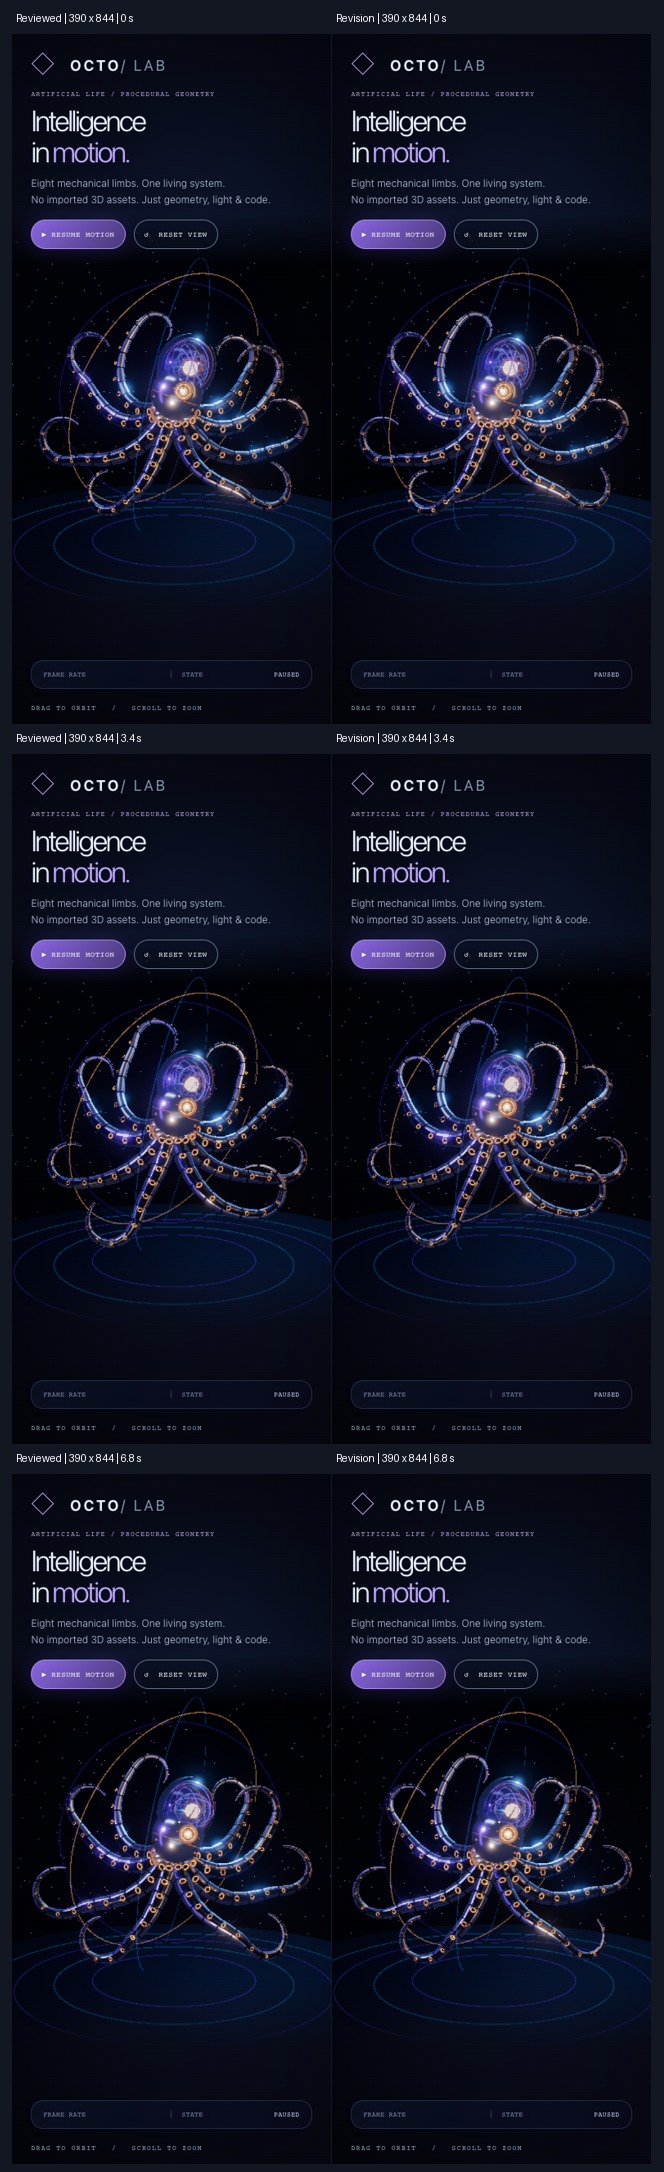 Reviewed | 390 x 844 | 0 s
OCTO/ LAB
ARTIFICIAL LIFE / PROCEDURAL GEOMETRY
Intelligence
in motion.
Eight mechanical limbs. One living system.
No imported 3D assets. Just geometry, light & code.
▶ RESUME MOTION
↺ RESET VIEW
FRAME RATE | STATE PAUSED
DRAG TO ORBIT / SCROLL TO ZOOM
Revision | 390 x 844 | 0 s
OCTO/ LAB
ARTIFICIAL LIFE / PROCEDURAL GEOMETRY
Intelligence
in motion.
Eight mechanical limbs. One living system.
No imported 3D assets. Just geometry, light & code.
▶ RESUME MOTION
↺ RESET VIEW
FRAME RATE | STATE PAUSED
DRAG TO ORBIT / SCROLL TO ZOOM
Reviewed | 390 x 844 | 3.4 s
OCTO/ LAB
ARTIFICIAL LIFE / PROCEDURAL GEOMETRY
Intelligence
in motion.
Eight mechanical limbs. One living system.
No imported 3D assets. Just geometry, light & code.
▶ RESUME MOTION
↺ RESET VIEW
FRAME RATE | STATE PAUSED
DRAG TO ORBIT / SCROLL TO ZOOM
Revision | 390 x 844 | 3.4 s
OCTO/ LAB
ARTIFICIAL LIFE / PROCEDURAL GEOMETRY
Intelligence
in motion.
Eight mechanical limbs. One living system.
No imported 3D assets. Just geometry, light & code.
▶ RESUME MOTION
↺ RESET VIEW
FRAME RATE | STATE PAUSED
DRAG TO ORBIT / SCROLL TO ZOOM
Reviewed | 390 x 844 | 6.8 s
OCTO/ LAB
ARTIFICIAL LIFE / PROCEDURAL GEOMETRY
Intelligence
in motion.
Eight mechanical limbs. One living system.
No imported 3D assets. Just geometry, light & code.
▶ RESUME MOTION
↺ RESET VIEW
FRAME RATE | STATE PAUSED
DRAG TO ORBIT / SCROLL TO ZOOM
Revision | 390 x 844 | 6.8 s
OCTO/ LAB
ARTIFICIAL LIFE / PROCEDURAL GEOMETRY
Intelligence
in motion.
Eight mechanical limbs. One living system.
No imported 3D assets. Just geometry, light & code.
▶ RESUME MOTION
↺ RESET VIEW
FRAME RATE | STATE PAUSED
DRAG TO ORBIT / SCROLL TO ZOOM